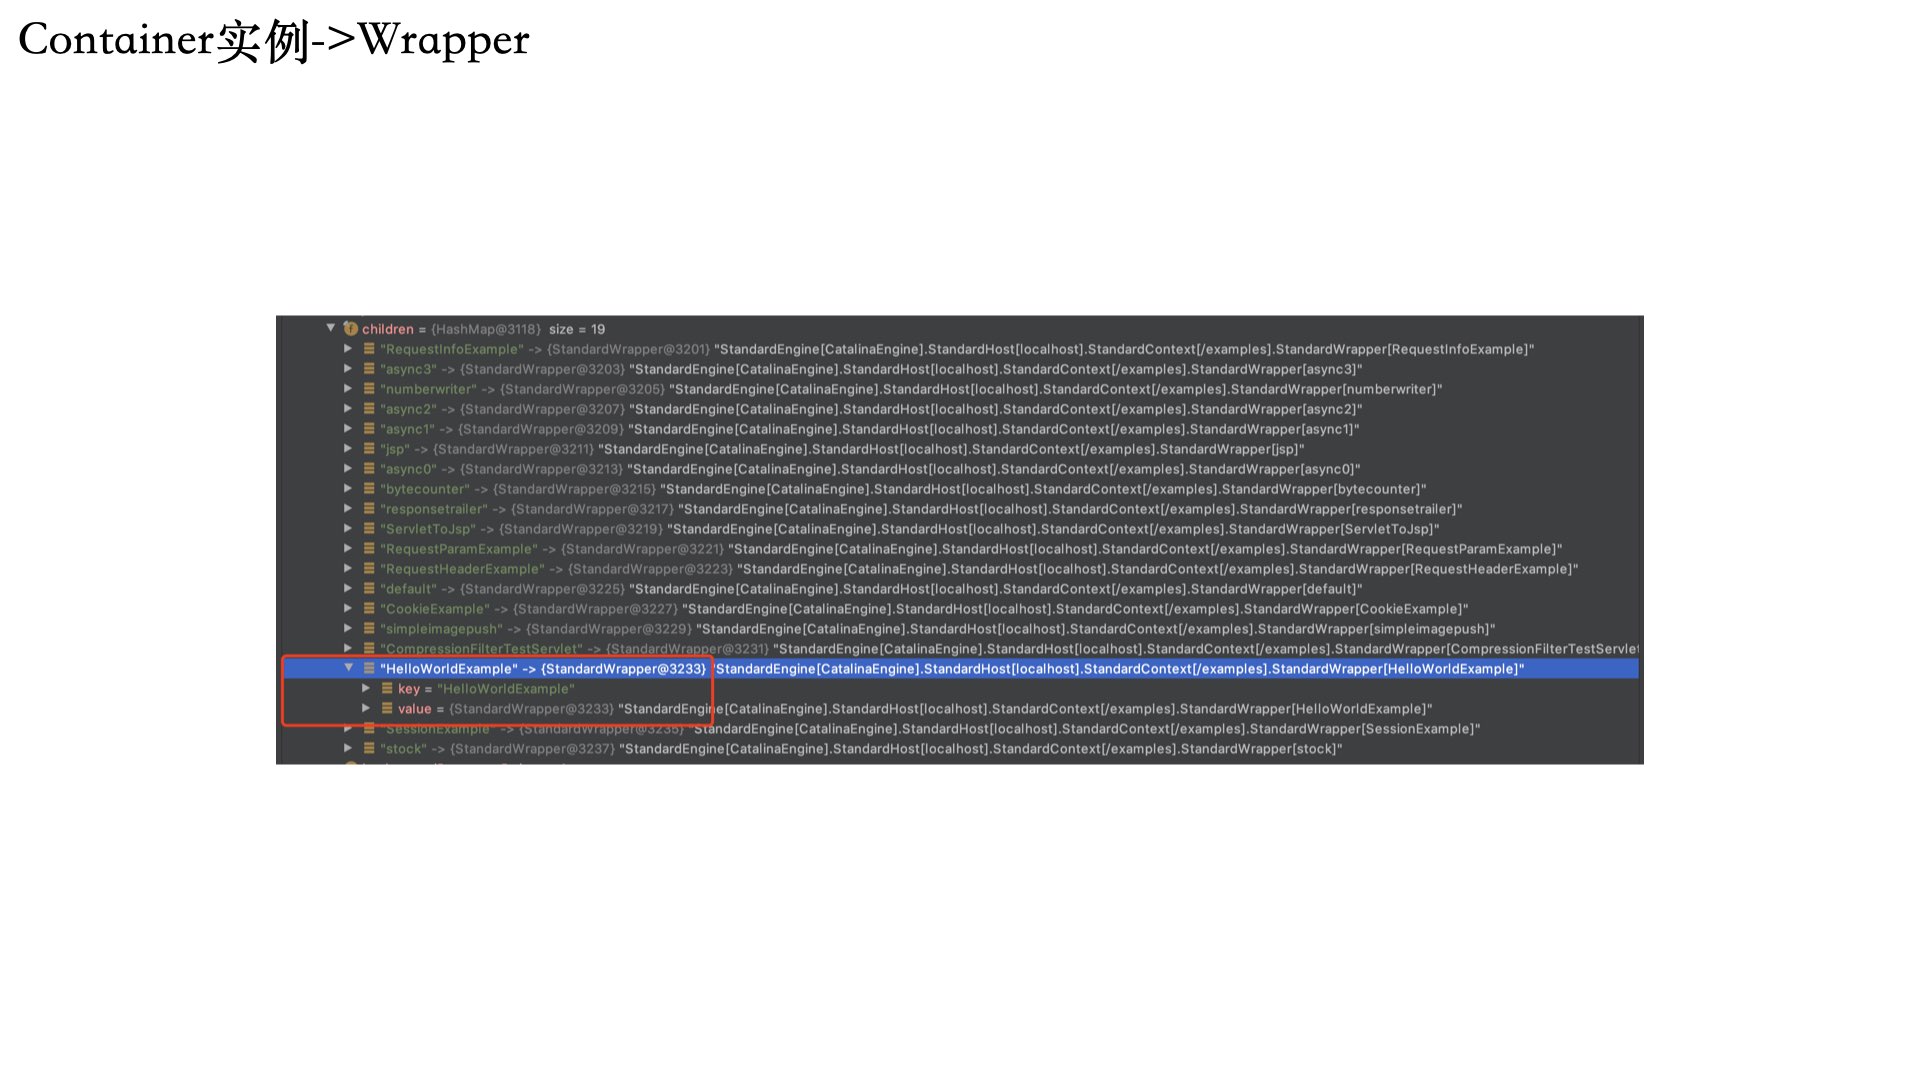 Container实例->Wrapper
children = {HashMap@3118} size = 19
"RequestInfoExample" -> {StandardWrapper@3201} "StandardEngine[CatalinaEngine].StandardHost[localhost].StandardContext[/examples].StandardWrapper[RequestInfoExample]"
"async3" -> {StandardWrapper@3203} "StandardEngine[CatalinaEngine].StandardHost[localhost].StandardContext[/examples].StandardWrapper[async3]"
"numberwriter" -> {StandardWrapper@3205} "StandardEngine[CatalinaEngine].StandardHost[localhost].StandardContext[/examples].StandardWrapper[numberwriter]"
"async2" -> {StandardWrapper@3207} "StandardEngine[CatalinaEngine].StandardHost[localhost].StandardContext[/examples].StandardWrapper[async2]"
"async1" -> {StandardWrapper@3209} "StandardEngine[CatalinaEngine].StandardHost[localhost].StandardContext[/examples].StandardWrapper[async1]"
"jsp" -> {StandardWrapper@3211} "StandardEngine[CatalinaEngine].StandardHost[localhost].StandardContext[/examples].StandardWrapper[jsp]"
"async0" -> {StandardWrapper@3213} "StandardEngine[CatalinaEngine].StandardHost[localhost].StandardContext[/examples].StandardWrapper[async0]"
"bytecounter" -> {StandardWrapper@3215} "StandardEngine[CatalinaEngine].StandardHost[localhost].StandardContext[/examples].StandardWrapper[bytecounter]"
"responsetrailer" -> {StandardWrapper@3217} "StandardEngine[CatalinaEngine].StandardHost[localhost].StandardContext[/examples].StandardWrapper[responsetrailer]"
"ServletToJsp" -> {StandardWrapper@3219} "StandardEngine[CatalinaEngine].StandardHost[localhost].StandardContext[/examples].StandardWrapper[ServletToJsp]"
"RequestParamExample" -> {StandardWrapper@3221} "StandardEngine[CatalinaEngine].StandardHost[localhost].StandardContext[/examples].StandardWrapper[RequestParamExample]"
"RequestHeaderExample" -> {StandardWrapper@3223} "StandardEngine[CatalinaEngine].StandardHost[localhost].StandardContext[/examples].StandardWrapper[RequestHeaderExample]"
"default" -> {StandardWrapper@3225} "StandardEngine[CatalinaEngine].StandardHost[localhost].StandardContext[/examples].StandardWrapper[default]"
"CookieExample" -> {StandardWrapper@3227} "StandardEngine[CatalinaEngine].StandardHost[localhost].StandardContext[/examples].StandardWrapper[CookieExample]"
"simpleimagepush" -> {StandardWrapper@3229} "StandardEngine[CatalinaEngine].StandardHost[localhost].StandardContext[/examples].StandardWrapper[simpleimagepush]"
"CompressionFilterTestServlet" -> {StandardWrapper@3231} "StandardEngine[CatalinaEngine].StandardHost[localhost].StandardContext[/examples].StandardWrapper[CompressionFilterTestServlet
"HelloWorldExample" -> {StandardWrapper@3233} "StandardEngine[CatalinaEngine].StandardHost[localhost].StandardContext[/examples].StandardWrapper[HelloWorldExample]"
key = "HelloWorldExample"
value = {StandardWrapper@3233} "StandardEngine[CatalinaEngine].StandardHost[localhost].StandardContext[/examples].StandardWrapper[HelloWorldExample]"
"SessionExample" -> {StandardWrapper@3235} "StandardEngine[CatalinaEngine].StandardHost[localhost].StandardContext[/examples].StandardWrapper[SessionExample]"
"stock" -> {StandardWrapper@3237} "StandardEngine[CatalinaEngine].StandardHost[localhost].StandardContext[/examples].StandardWrapper[stock]"